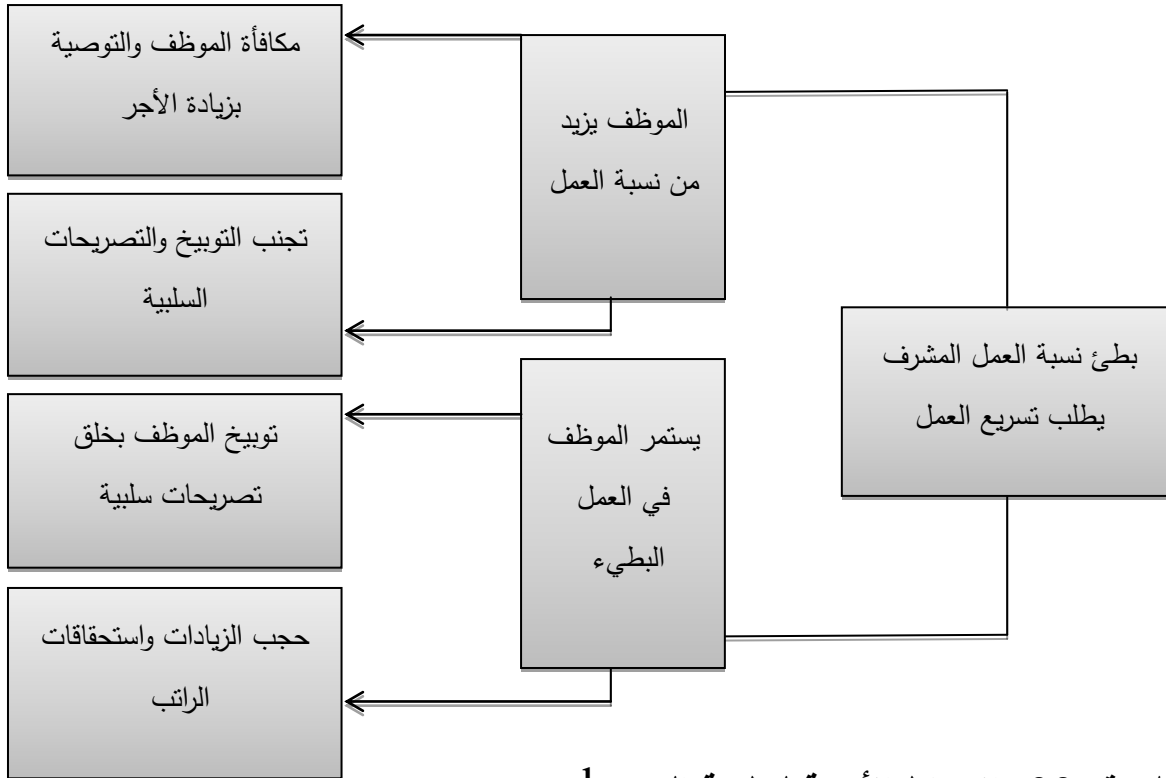 مكافأة الموظف والتوصية
بزيادة الأجر
الموظف يزيد
من نسبة العمل
تجنب التوبيخ والتصريحات
السلبية
بطئ نسبة العمل المشرف
يطلب تسريع العمل
توبيخ الموظف بخلق
تصريحات سلبية
يستمر الموظف
في العمل
البطيء
حجب الزيادات واستحقاقات
الراتب
1